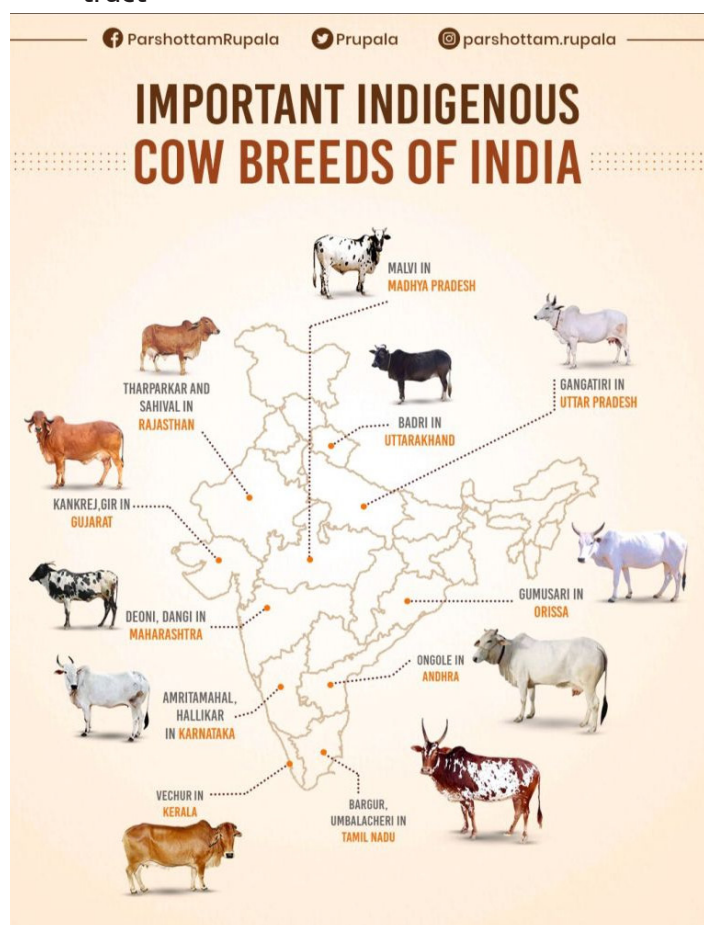 tract
ParshottamRupala Prupala parshottam.rupala
IMPORTANT INDIGENOUS
COW BREEDS OF INDIA
MALVI IN
MADHYA PRADESH
THARPARKAR AND
SAHIVAL IN
RAJASTHAN
BADRI IN
UTTARAKHAND
GANGATIRI IN
UTTAR PRADESH
KANKREJ,GIR IN
GUJARAT
DEONI, DANGI IN
MAHARASHTRA
GUMUSARI IN
ORISSA
ONGOLE IN
ANDHRA
AMRITAMAHAL,
HALLIKAR
IN KARNATAKA
VECHUR IN
KERALA
BARGUR,
UMBALACHERI IN
TAMIL NADU